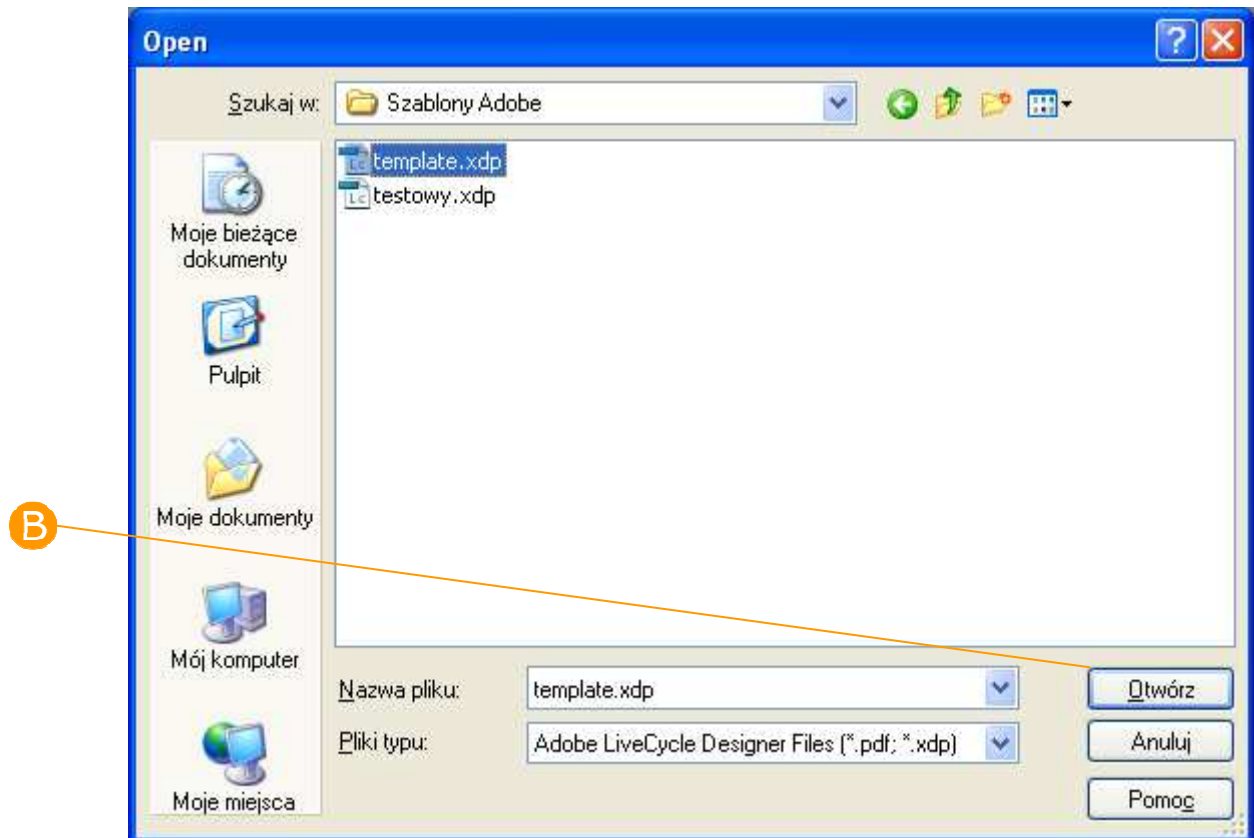 Open
Szukaj w:
Szablony Adobe
template.xdp
testowy.xdp
Moje bieżące
dokumenty
Pulpit
Moje dokumenty
B
Mój komputer
Moje miejsca
Nazwa pliku:
template.xdp
Otwórz
Pliki typu:
Adobe LiveCycle Designer Files (*.pdf; *.xdp)
Anuluj
Pomoc